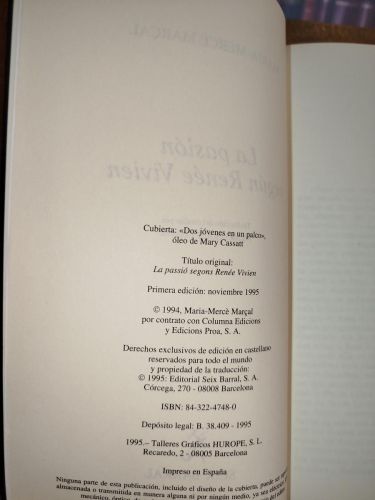 Cubierta: «Dos jóvenes en un palco»,
óleo de Mary Cassatt
Título original:
La passió segons Renée Vivien
Primera edición: noviembre 1995
© 1994, Maria-Mercè Marçal
por contrato con Columna Edicions
y Edicions Proa, S. A.
Derechos exclusivos de edición en castellano
reservados para todo el mundo
y propiedad de la traducción:
© 1995: Editorial Seix Barral, S. A.
Córcega, 270 - 08008 Barcelona
ISBN: 84-322-4748-0
Depósito legal: B. 38.409 - 1995
1995.– Talleres Gráficos HUROPE, S. L.
Recaredo, 2 - 08005 Barcelona
Impreso en España
Ninguna parte de esta publicación, incluido el diseño de la cubierta, puede ser
almacenada o transmitida en manera alguna ni por ningún medio, ya sea
mecánico, óptico, de